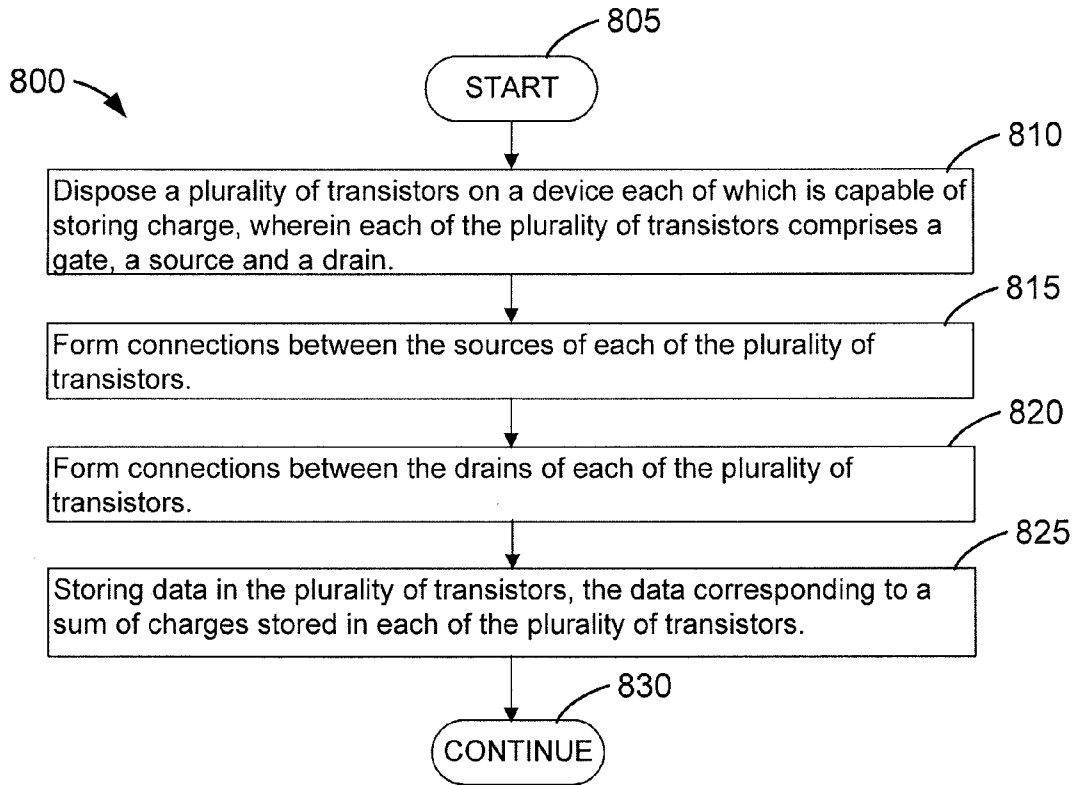 805
800
START
810
Dispose a plurality of transistors on a device each of which is capable of
storing charge, wherein each of the plurality of transistors comprises a
gate, a source and a drain.
815
Form connections between the sources of each of the plurality of
transistors.
820
Form connections between the drains of each of the plurality of
transistors.
825
Storing data in the plurality of transistors, the data corresponding to a
sum of charges stored in each of the plurality of transistors.
830
CONTINUE